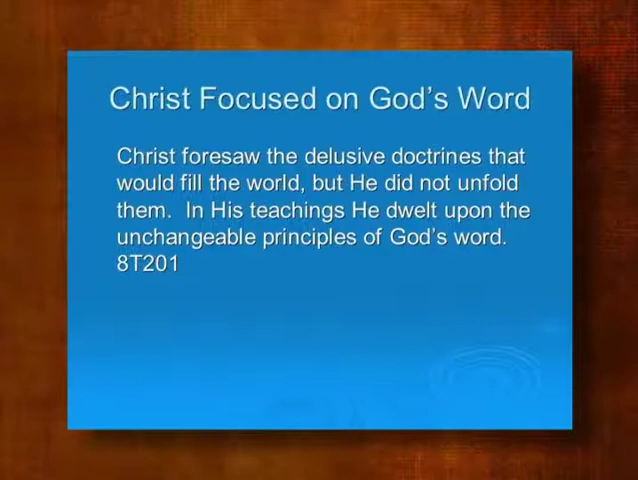 Christ Focused on God's Word
Christ foresaw the delusive doctrines that
would fill the world, but He did not unfold
them.  In His teachings He dwelt upon the
unchangeable principles of God's word.
8T201